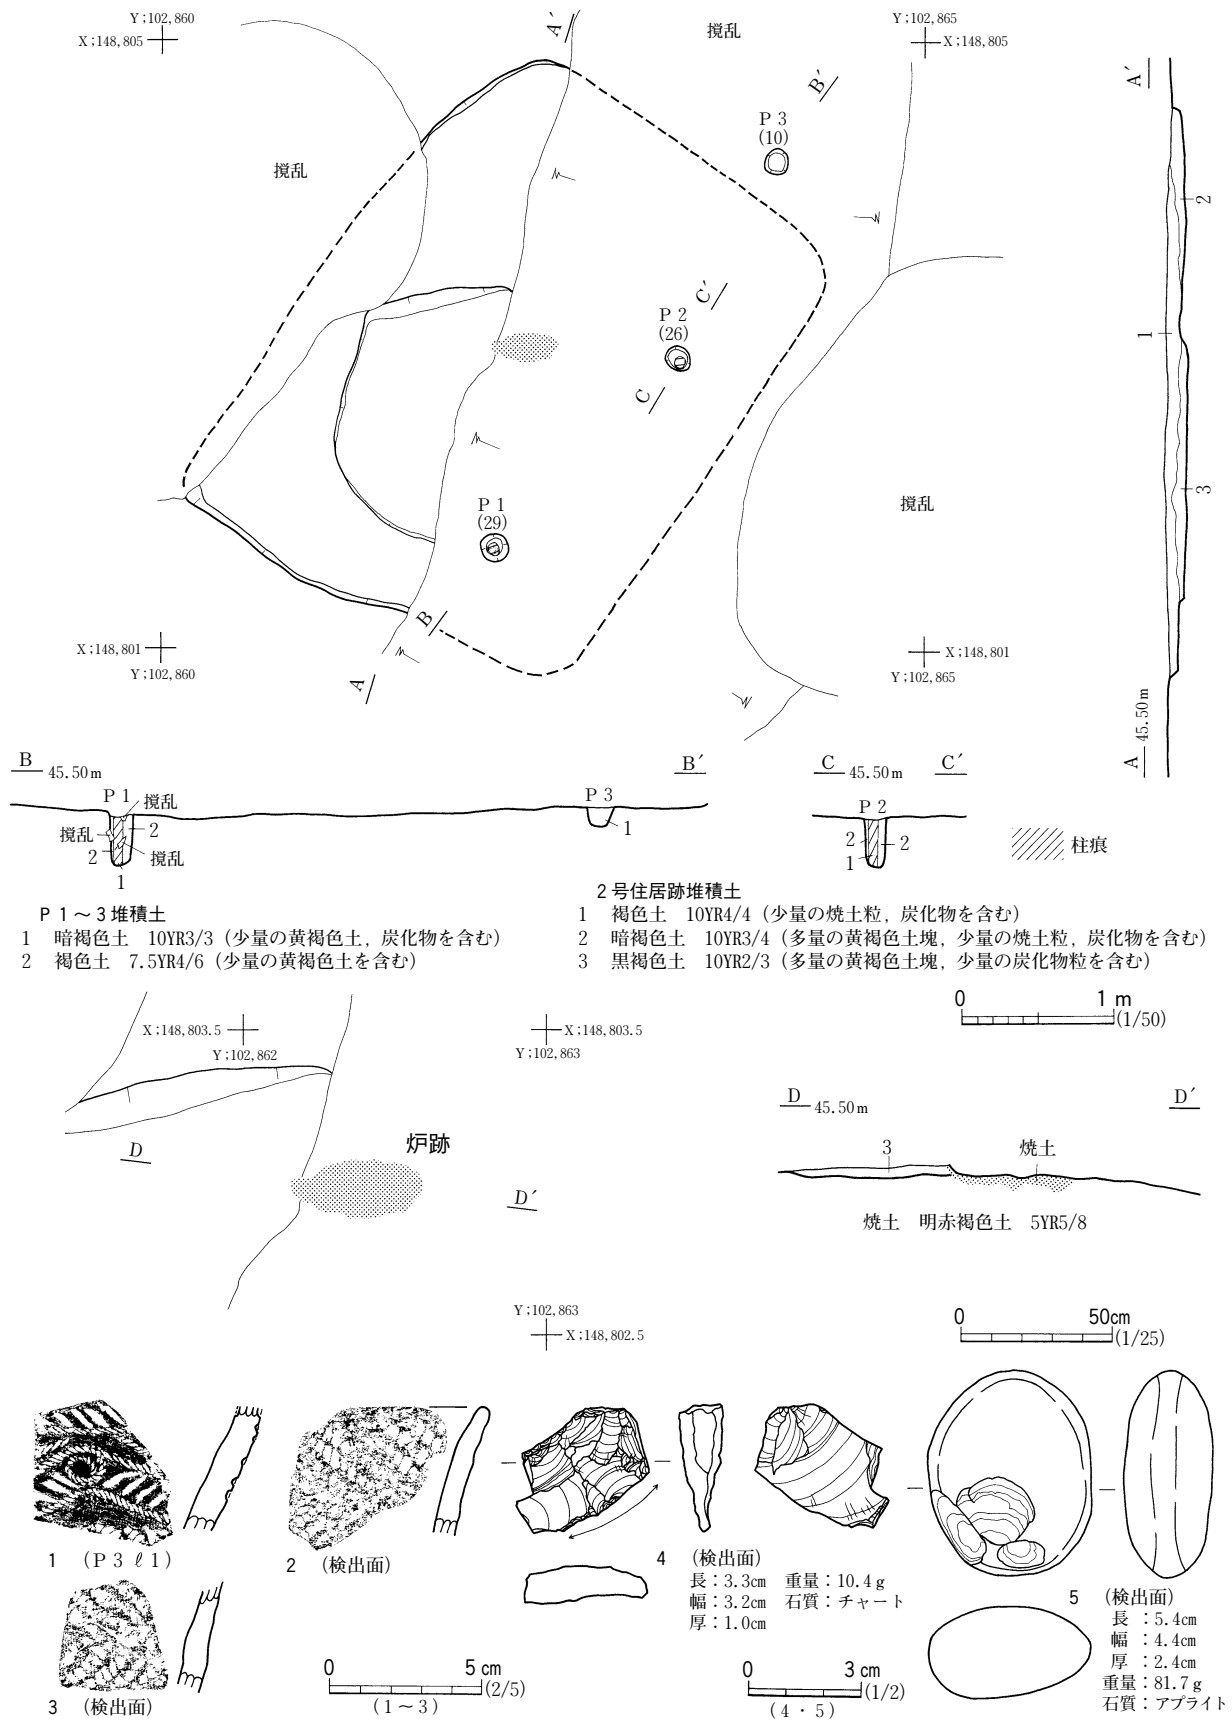 Y;102,860
X;148,805
A′
撹乱
Y;102,865
X;148,805
B′
P 3
(10)
撹乱
C′
P 2
(26)
C
P 1
(29)
撹乱
B
X;148,801
Y;102,860
A
X;148,801
Y;102,865
A′
2
1
3
A 45.50m
B 45.50m
B′
P 1
撹乱
2
撹乱
2
撹乱
1
P 3
1
C 45.50m
C′
P 2
2
2
1
柱痕
P 1～3 堆積土
1 暗褐色土 10YR3/3（少量の黄褐色土, 炭化物を含む）
2 褐色土 7.5YR4/6（少量の黄褐色土を含む）
2 号住居跡堆積土
1 褐色土 10YR4/4（少量の焼土粒, 炭化物を含む）
2 暗褐色土 10YR3/4（多量の黄褐色土塊, 少量の焼土粒, 炭化物を含む）
3 黒褐色土 10YR2/3（多量の黄褐色土塊, 少量の炭化物粒を含む）
0 1 m
(1/50)
X;148,803.5
Y;102,862
X;148,803.5
Y;102,863
D
炉跡
D′
Y;102,863
X;148,802.5
D 45.50m
D′
3
焼土
焼土 明赤褐色土 5YR5/8
0 50cm
(1/25)
1 (P 3 ℓ 1)
2 (検出面)
3 (検出面)
4 (検出面)
長：3.3cm 重量：10.4g
幅：3.2cm 石質：チャート
厚：1.0cm
5 (検出面)
長：5.4cm
幅：4.4cm
厚：2.4cm
重量：81.7g
石質：アプライト
0 5 cm
(2/5)
(1～3)
0 3 cm
(1/2)
(4・5)